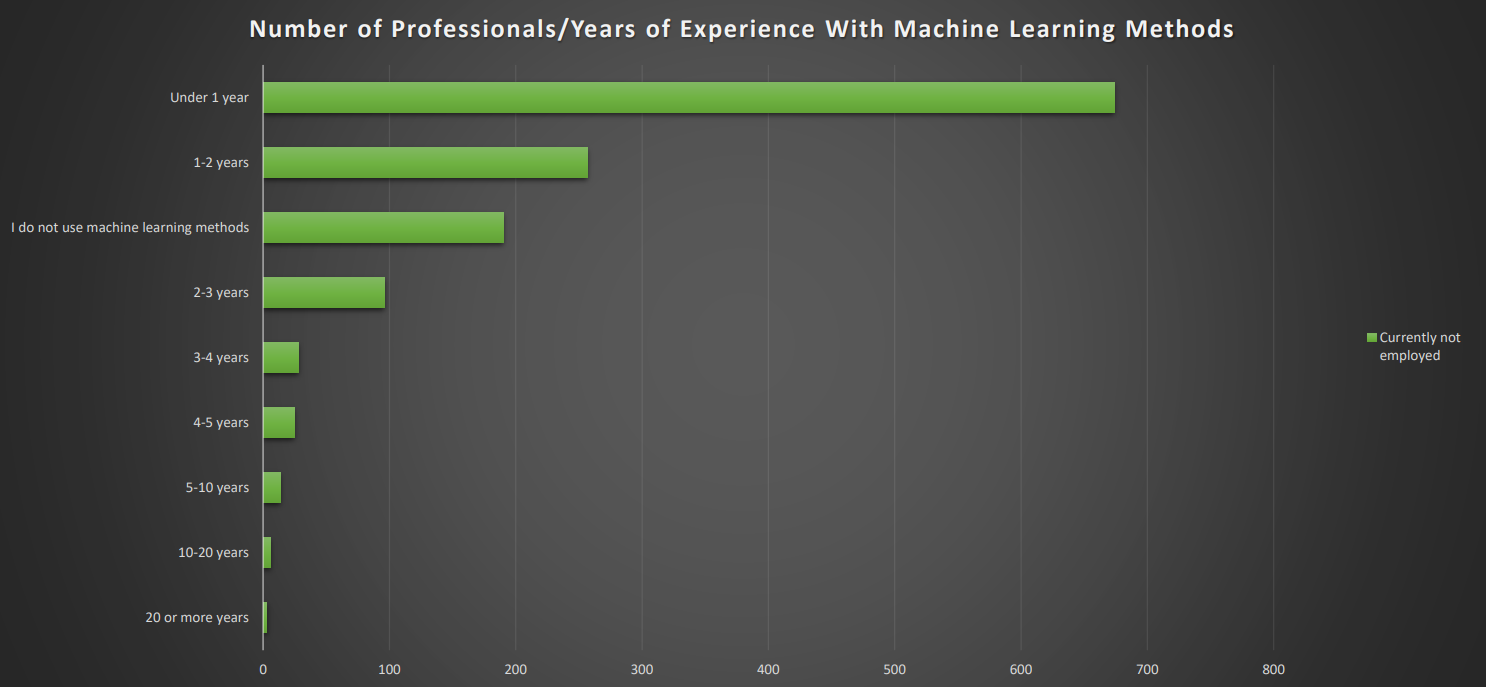 Number of Professionals/Years of Experience With Machine Learning Methods
Under 1 year
1-2 years
I do not use machine learning methods
2-3 years
3-4 years
4-5 years
5-10 years
10-20 years
20 or more years
0 100 200 300 400 500 600 700 800
Currently not
employed